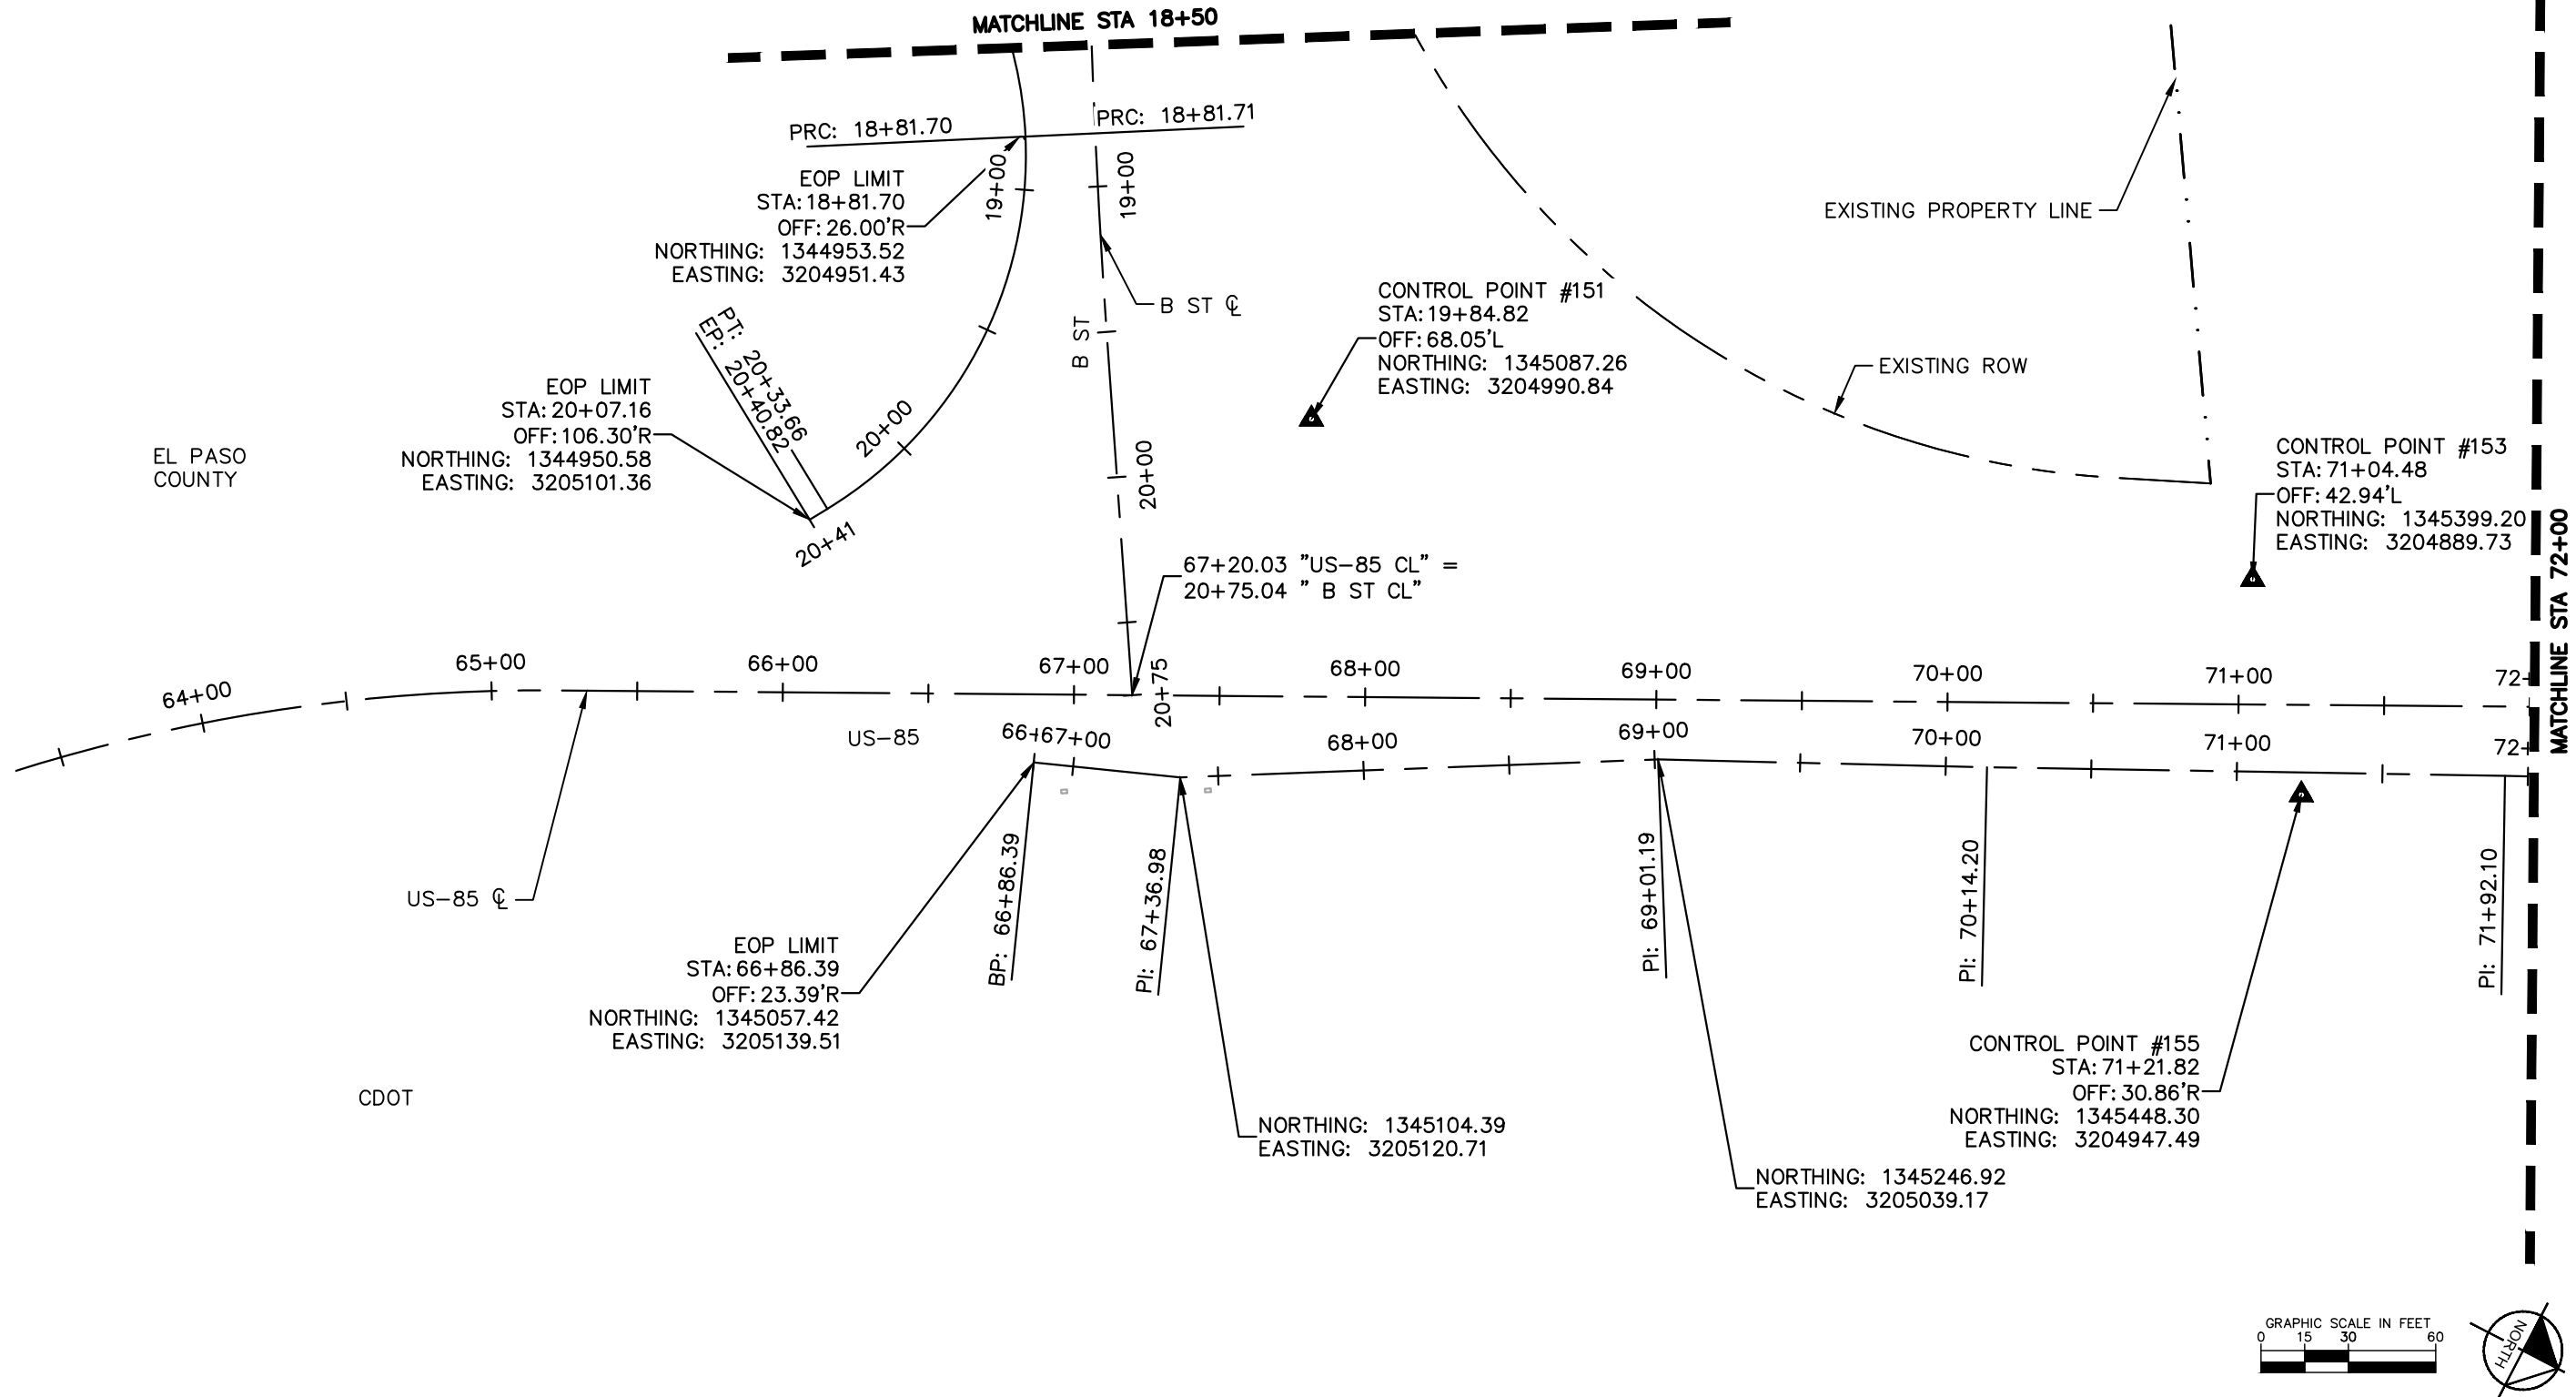 MATCHLINE STA 18+50
PRC: 18+81.70
PRC: 18+81.71
EOP LIMIT
STA:18+81.70
OFF:26.00'R
NORTHING: 1344953.52
EASTING: 3204951.43
19+00
19+00
EXISTING PROPERTY LINE
B ST ℄
B ST
CONTROL POINT #151
STA:19+84.82
OFF:68.05'L
NORTHING: 1345087.26
EASTING: 3204990.84
EXISTING ROW
PT: 20+33.66
EP: 20+40.82
EOP LIMIT
STA:20+07.16
OFF:106.30'R
NORTHING: 1344950.58
EASTING: 3205101.36
20+00
20+41
20+00
EL PASO
COUNTY
CONTROL POINT #153
STA:71+04.48
OFF:42.94'L
NORTHING: 1345399.20
EASTING: 3204889.73
MATCHLINE STA 72+00
67+20.03 "US-85 CL" =
20+75.04 " B ST CL"
20+75
64+00
65+00
66+00
67+00
68+00
69+00
70+00
71+00
72+
US-85
66+
67+00
68+00
69+00
70+00
71+00
72+
US-85 ℄
BP: 66+86.39
PI: 67+36.98
PI: 69+01.19
PI: 70+14.20
PI: 71+92.10
EOP LIMIT
STA:66+86.39
OFF:23.39'R
NORTHING: 1345057.42
EASTING: 3205139.51
CDOT
NORTHING: 1345104.39
EASTING: 3205120.71
NORTHING: 1345246.92
EASTING: 3205039.17
CONTROL POINT #155
STA:71+21.82
OFF:30.86'R
NORTHING: 1345448.30
EASTING: 3204947.49
GRAPHIC SCALE IN FEET
0 15 30 60
NORTH